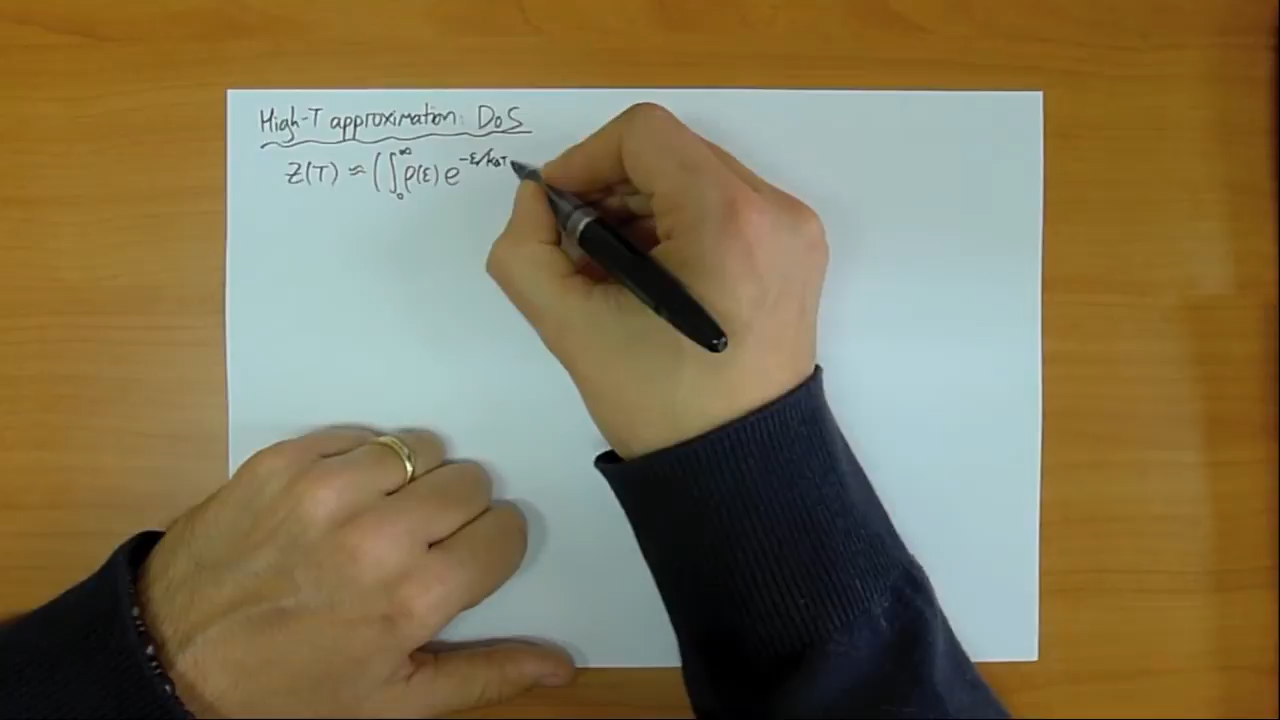 High-T approximation: DoS
Z(T) ≈ (∫₀^∞ ρ(ε) e^{-ε/k_BT}